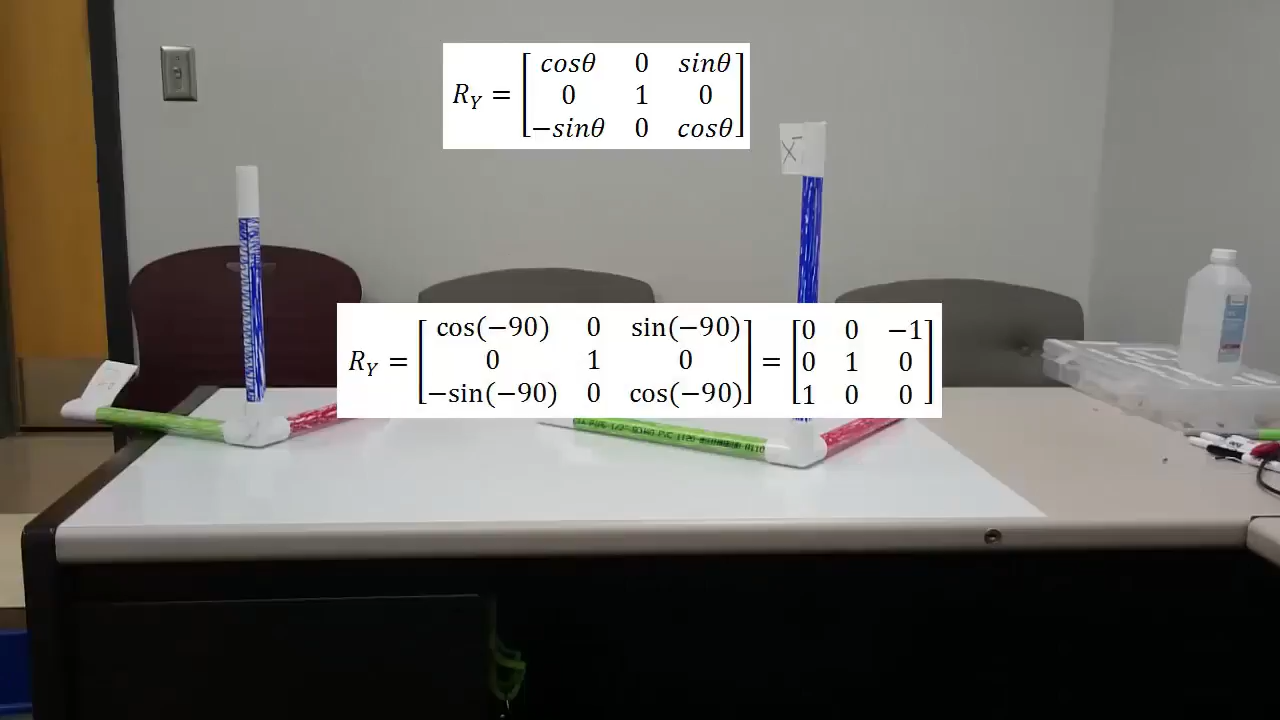 R_Y = [cosθ 0 sinθ
0 1 0
−sinθ 0 cosθ]
X
R_Y = [cos(−90) 0 sin(−90)
0 1 0
−sin(−90) 0 cos(−90)] = [0 0 −1
0 1 0
1 0 0]